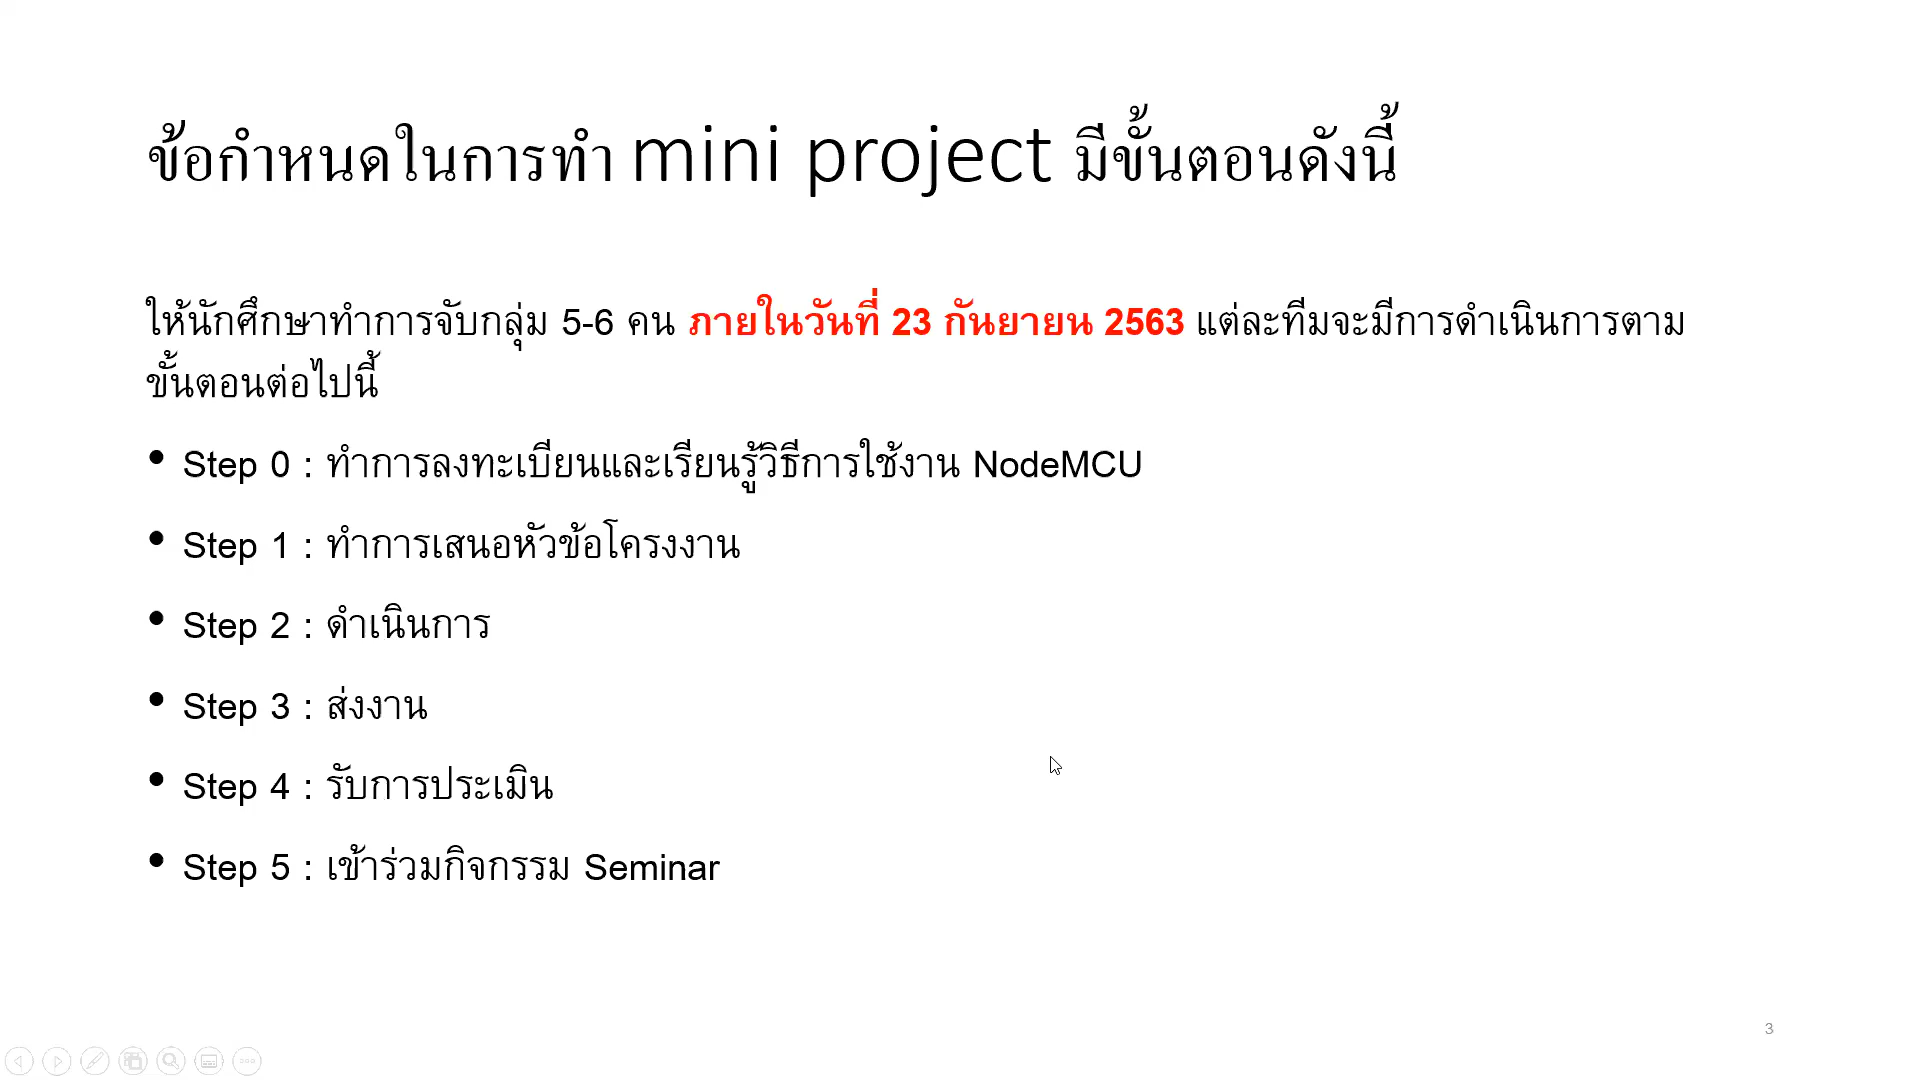 ข้อกำหนดในการทำ mini project มีขั้นตอนดังนี้
ให้นักศึกษาทำการจับกลุ่ม 5-6 คน ภายในวันที่ 23 กันยายน 2563 แต่ละทีมจะมีการดำเนินการตาม
ขั้นตอนต่อไปนี้
• Step 0 : ทำการลงทะเบียนและเรียนรู้วิธีการใช้งาน NodeMCU
• Step 1 : ทำการเสนอหัวข้อโครงงาน
• Step 2 : ดำเนินการ
• Step 3 : ส่งงาน
• Step 4 : รับการประเมิน
• Step 5 : เข้าร่วมกิจกรรม Seminar
3